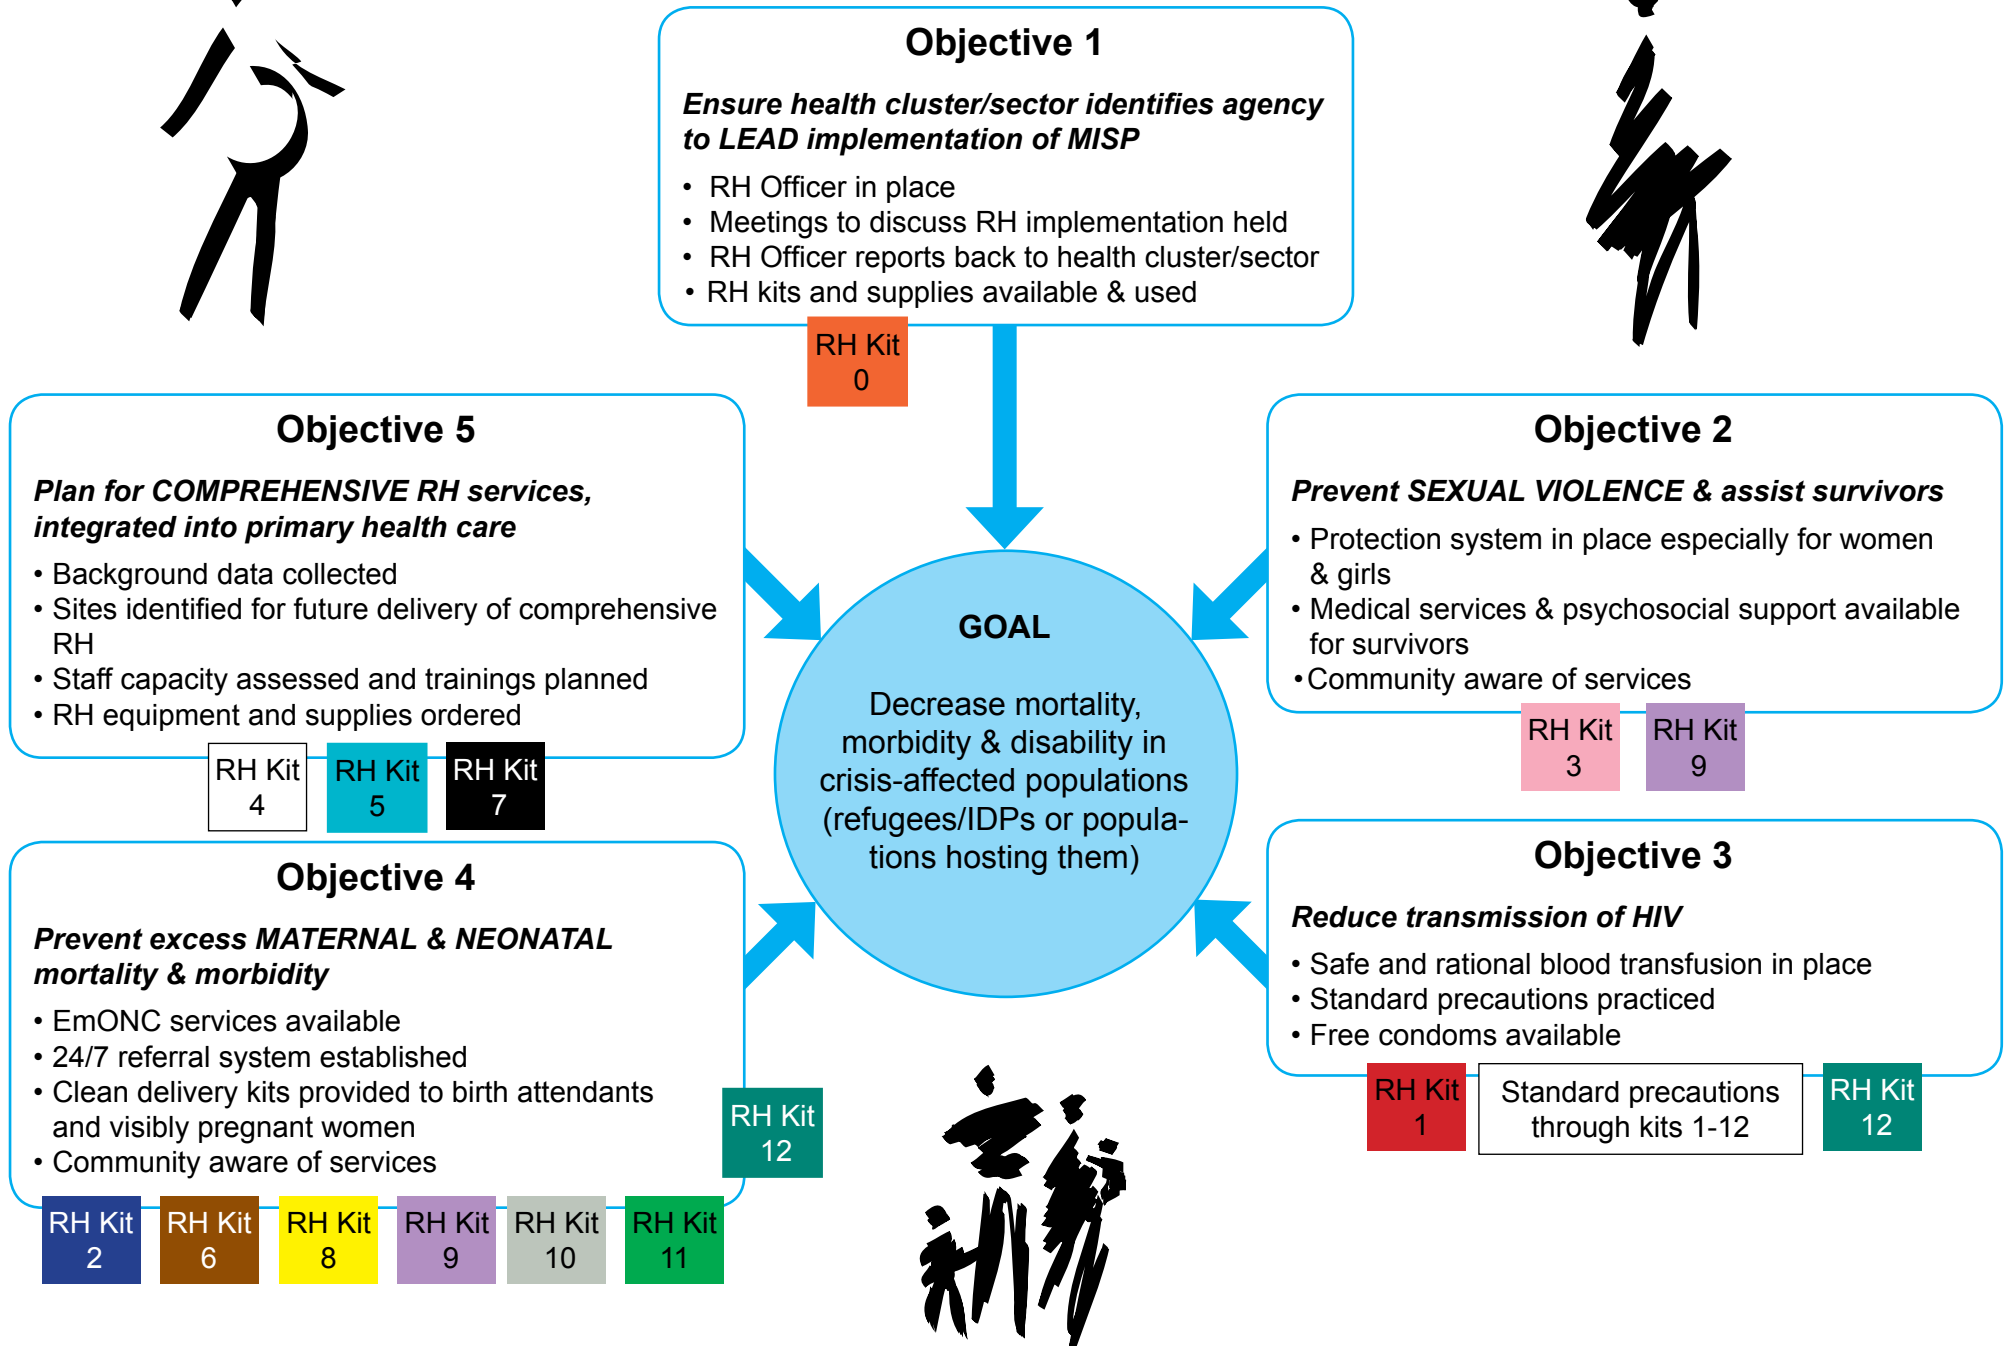 Objective 1
Ensure health cluster/sector identifies agency
to LEAD implementation of MISP
• RH Officer in place
• Meetings to discuss RH implementation held
• RH Officer reports back to health cluster/sector
• RH kits and supplies available & used
RH Kit
0
Objective 5
Plan for COMPREHENSIVE RH services,
integrated into primary health care
• Background data collected
• Sites identified for future delivery of comprehensive
RH
• Staff capacity assessed and trainings planned
• RH equipment and supplies ordered
RH Kit
4
RH Kit
5
RH Kit
7
Objective 2
Prevent SEXUAL VIOLENCE & assist survivors
• Protection system in place especially for women
& girls
• Medical services & psychosocial support available
for survivors
• Community aware of services
RH Kit
3
RH Kit
9
GOAL
Decrease mortality,
morbidity & disability in
crisis-affected populations
(refugees/IDPs or popula-
tions hosting them)
Objective 4
Prevent excess MATERNAL & NEONATAL
mortality & morbidity
• EmONC services available
• 24/7 referral system established
• Clean delivery kits provided to birth attendants
and visibly pregnant women
• Community aware of services
RH Kit
12
RH Kit
2
RH Kit
6
RH Kit
8
RH Kit
9
RH Kit
10
RH Kit
11
Objective 3
Reduce transmission of HIV
• Safe and rational blood transfusion in place
• Standard precautions practiced
• Free condoms available
RH Kit
1
Standard precautions
through kits 1-12
RH Kit
12